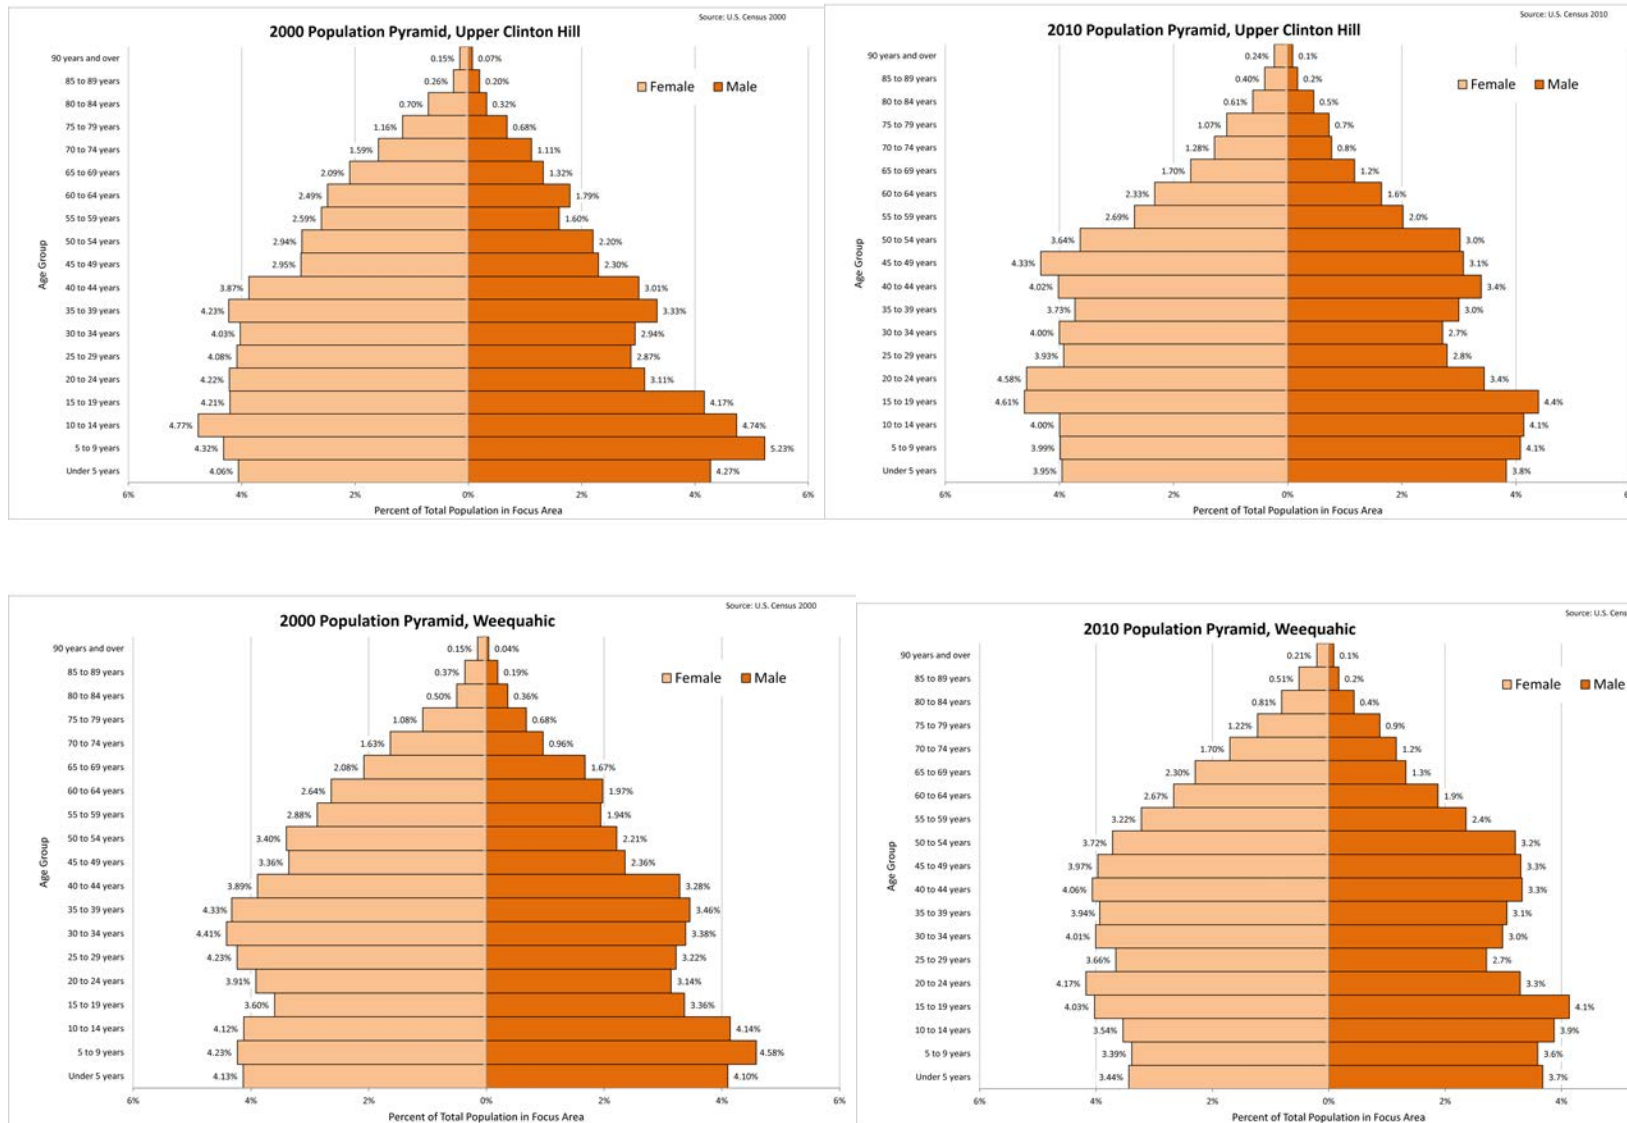 Source: U.S. Census 2000
2000 Population Pyramid, Upper Clinton Hill
Female Male
Age Group
90 years and over 0.15% 0.07%
85 to 89 years 0.26% 0.20%
80 to 84 years 0.70% 0.32%
75 to 79 years 1.16% 0.68%
70 to 74 years 1.59% 1.11%
65 to 69 years 2.09% 1.32%
60 to 64 years 2.49% 1.79%
55 to 59 years 2.59% 1.60%
50 to 54 years 2.94% 2.20%
45 to 49 years 2.95% 2.30%
40 to 44 years 3.87% 3.01%
35 to 39 years 4.23% 3.33%
30 to 34 years 4.03% 2.94%
25 to 29 years 4.08% 2.87%
20 to 24 years 4.22% 3.11%
15 to 19 years 4.21% 4.17%
10 to 14 years 4.77% 4.74%
5 to 9 years 4.32% 5.23%
Under 5 years 4.06% 4.27%
6% 4% 2% 0% 2% 4% 6%
Percent of Total Population in Focus Area
Source: U.S. Census 2010
2010 Population Pyramid, Upper Clinton Hill
Female Male
Age Group
90 years and over 0.24% 0.1%
85 to 89 years 0.40% 0.2%
80 to 84 years 0.61% 0.5%
75 to 79 years 1.07% 0.7%
70 to 74 years 1.28% 0.8%
65 to 69 years 1.70% 1.2%
60 to 64 years 2.33% 1.6%
55 to 59 years 2.69% 2.0%
50 to 54 years 3.64% 3.0%
45 to 49 years 4.33% 3.1%
40 to 44 years 4.02% 3.4%
35 to 39 years 3.73% 3.0%
30 to 34 years 4.00% 2.7%
25 to 29 years 3.93% 2.8%
20 to 24 years 4.58% 3.4%
15 to 19 years 4.61% 4.4%
10 to 14 years 4.00% 4.1%
5 to 9 years 3.99% 4.1%
Under 5 years 3.95% 3.8%
6% 4% 2% 0% 2% 4%
Percent of Total Population in Focus Area
Source: U.S. Census 2000
2000 Population Pyramid, Weequahic
Female Male
Age Group
90 years and over 0.15% 0.04%
85 to 89 years 0.37% 0.19%
80 to 84 years 0.50% 0.36%
75 to 79 years 1.08% 0.68%
70 to 74 years 1.63% 0.96%
65 to 69 years 2.08% 1.67%
60 to 64 years 2.64% 1.97%
55 to 59 years 2.88% 1.94%
50 to 54 years 3.40% 2.21%
45 to 49 years 3.36% 2.36%
40 to 44 years 3.89% 3.28%
35 to 39 years 4.33% 3.46%
30 to 34 years 4.41% 3.38%
25 to 29 years 4.23% 3.22%
20 to 24 years 3.91% 3.14%
15 to 19 years 3.60% 3.36%
10 to 14 years 4.12% 4.14%
5 to 9 years 4.23% 4.58%
Under 5 years 4.13% 4.10%
6% 4% 2% 0% 2% 4% 6%
Percent of Total Population in Focus Area
Source: U.S.
2010 Population Pyramid, Weequahic
Female Male
Age Group
90 years and over 0.21% 0.1%
85 to 89 years 0.51% 0.2%
80 to 84 years 0.81% 0.4%
75 to 79 years 1.22% 0.9%
70 to 74 years 1.70% 1.2%
65 to 69 years 2.30% 1.3%
60 to 64 years 2.67% 1.9%
55 to 59 years 3.22% 2.4%
50 to 54 years 3.72% 3.2%
45 to 49 years 3.97% 3.3%
40 to 44 years 4.06% 3.3%
35 to 39 years 3.94% 3.1%
30 to 34 years 4.01% 3.0%
25 to 29 years 3.66% 2.7%
20 to 24 years 4.17% 3.3%
15 to 19 years 4.03% 4.1%
10 to 14 years 3.54% 3.9%
5 to 9 years 3.39% 3.6%
Under 5 years 3.44% 3.7%
6% 4% 2% 0% 2% 4%
Percent of Total Population in Focus Area